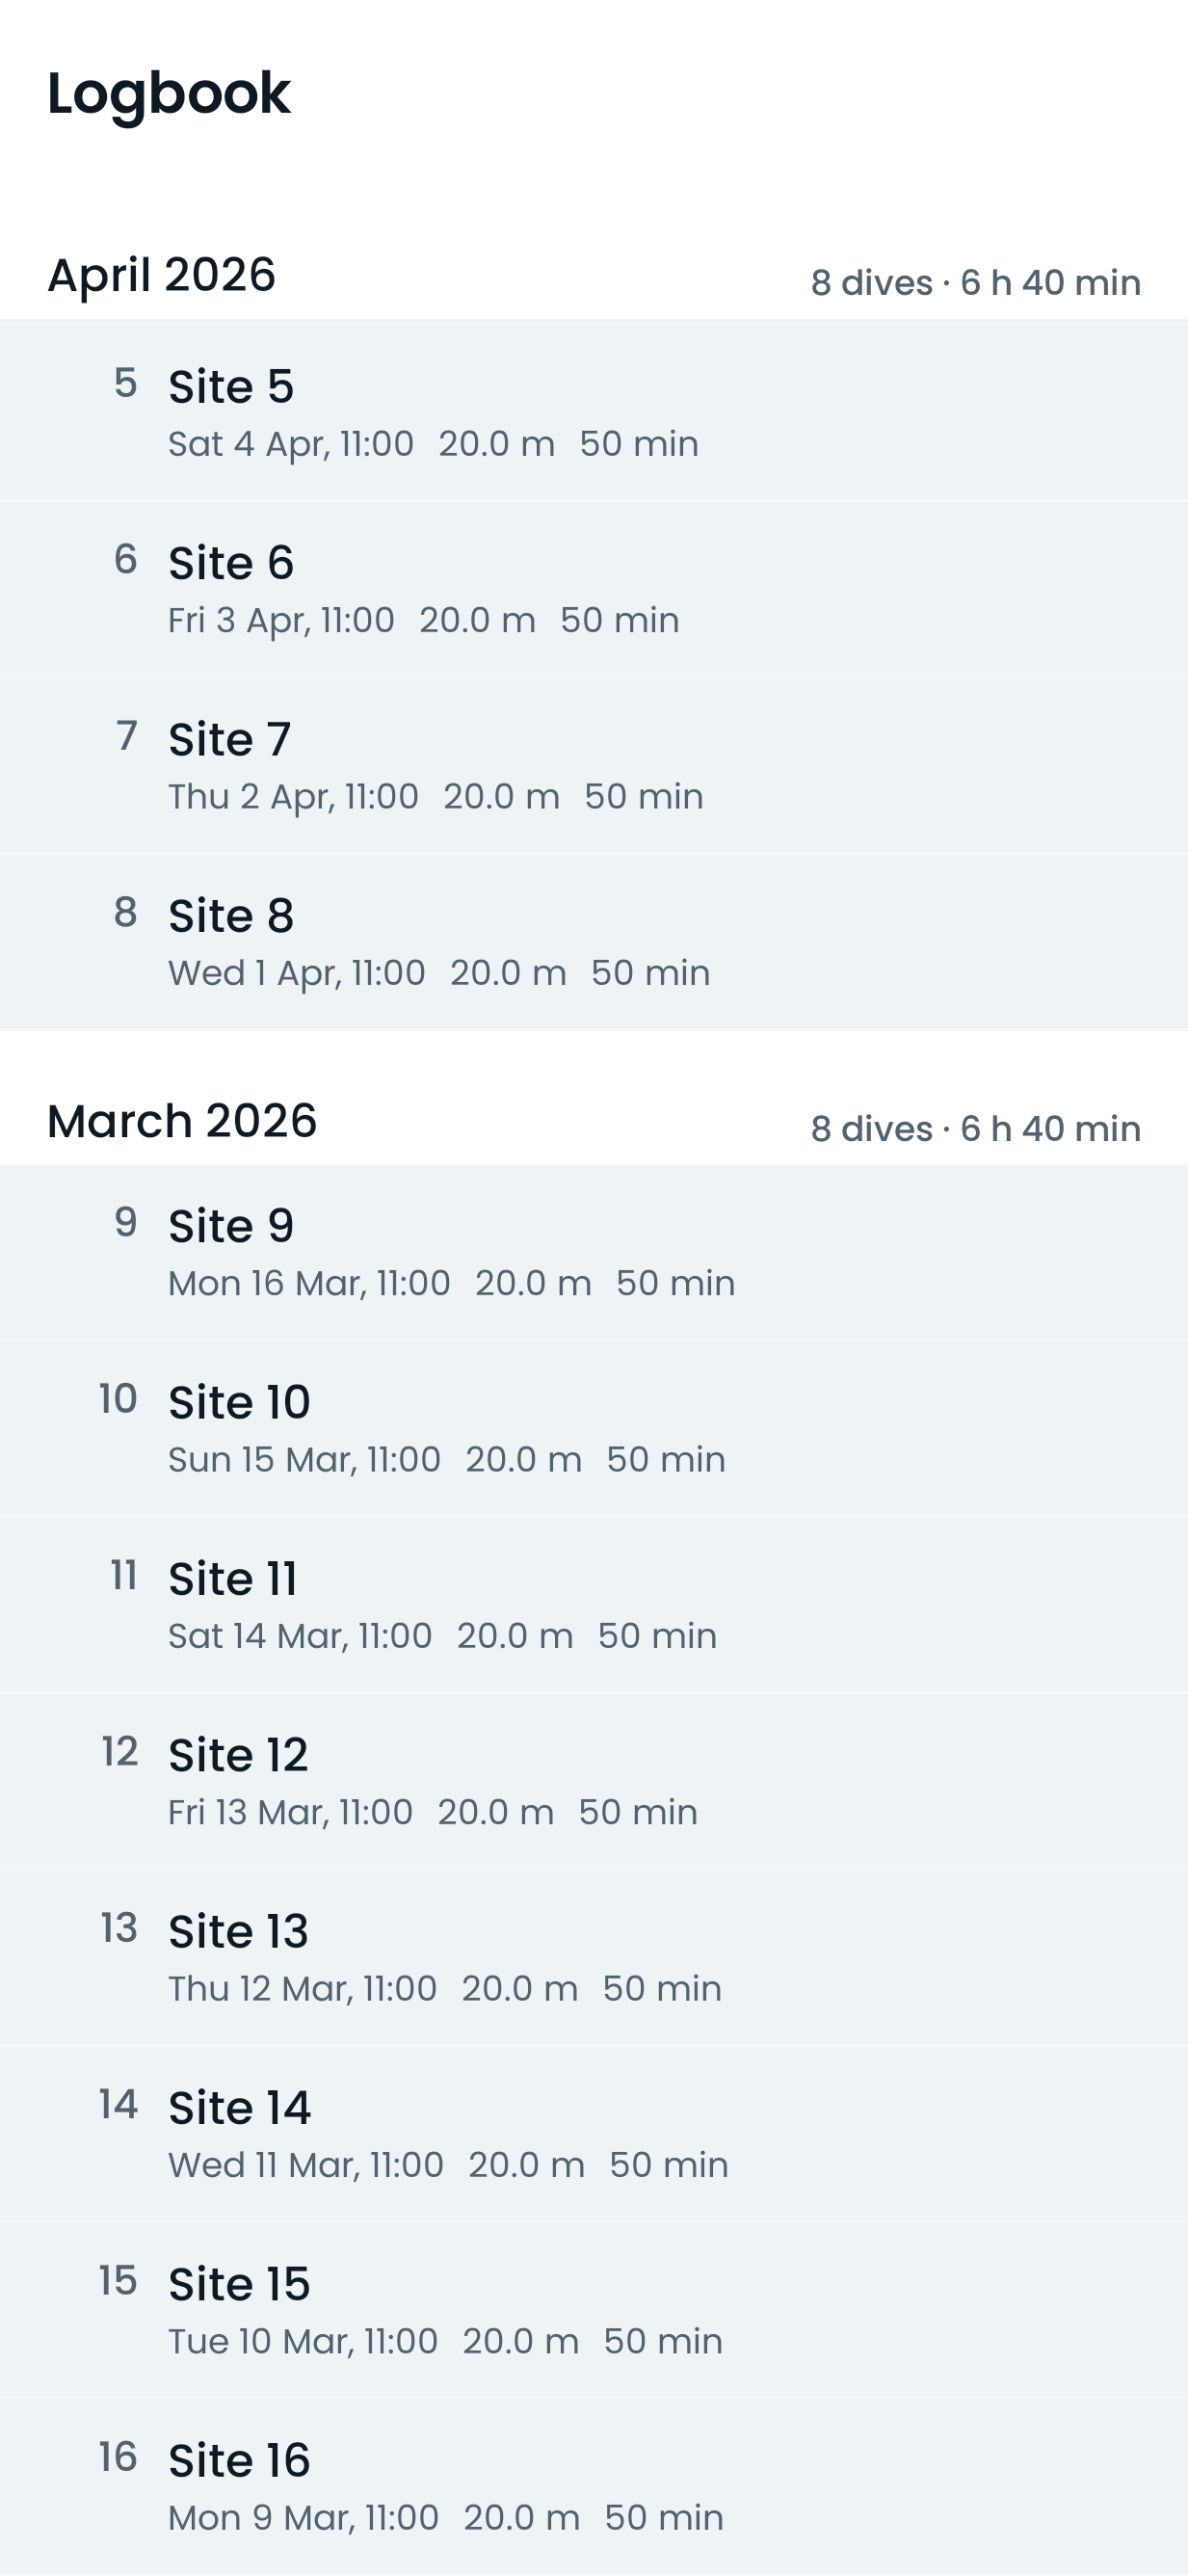 Logbook
April 2026 8 dives · 6 h 40 min
5 Site 5
Sat 4 Apr, 11:00 20.0 m 50 min
6 Site 6
Fri 3 Apr, 11:00 20.0 m 50 min
7 Site 7
Thu 2 Apr, 11:00 20.0 m 50 min
8 Site 8
Wed 1 Apr, 11:00 20.0 m 50 min
March 2026 8 dives · 6 h 40 min
9 Site 9
Mon 16 Mar, 11:00 20.0 m 50 min
10 Site 10
Sun 15 Mar, 11:00 20.0 m 50 min
11 Site 11
Sat 14 Mar, 11:00 20.0 m 50 min
12 Site 12
Fri 13 Mar, 11:00 20.0 m 50 min
13 Site 13
Thu 12 Mar, 11:00 20.0 m 50 min
14 Site 14
Wed 11 Mar, 11:00 20.0 m 50 min
15 Site 15
Tue 10 Mar, 11:00 20.0 m 50 min
16 Site 16
Mon 9 Mar, 11:00 20.0 m 50 min